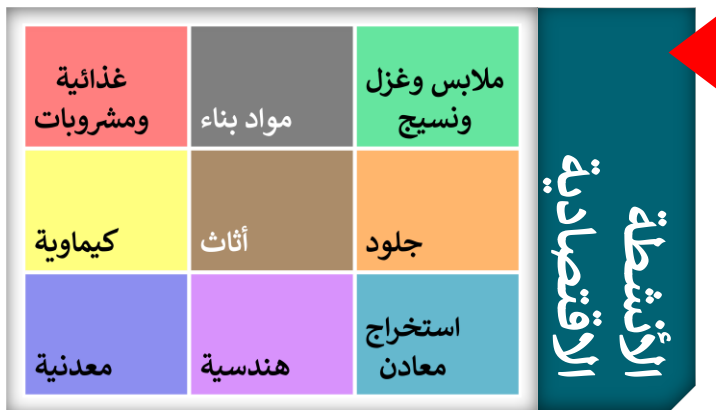 الأنشطة
الاقتصادية
ملابس وغزل
ونسيج
مواد بناء
غذائية
ومشروبات
جلود
أثاث
كيماوية
استخراج
معادن
هندسية
معدنية